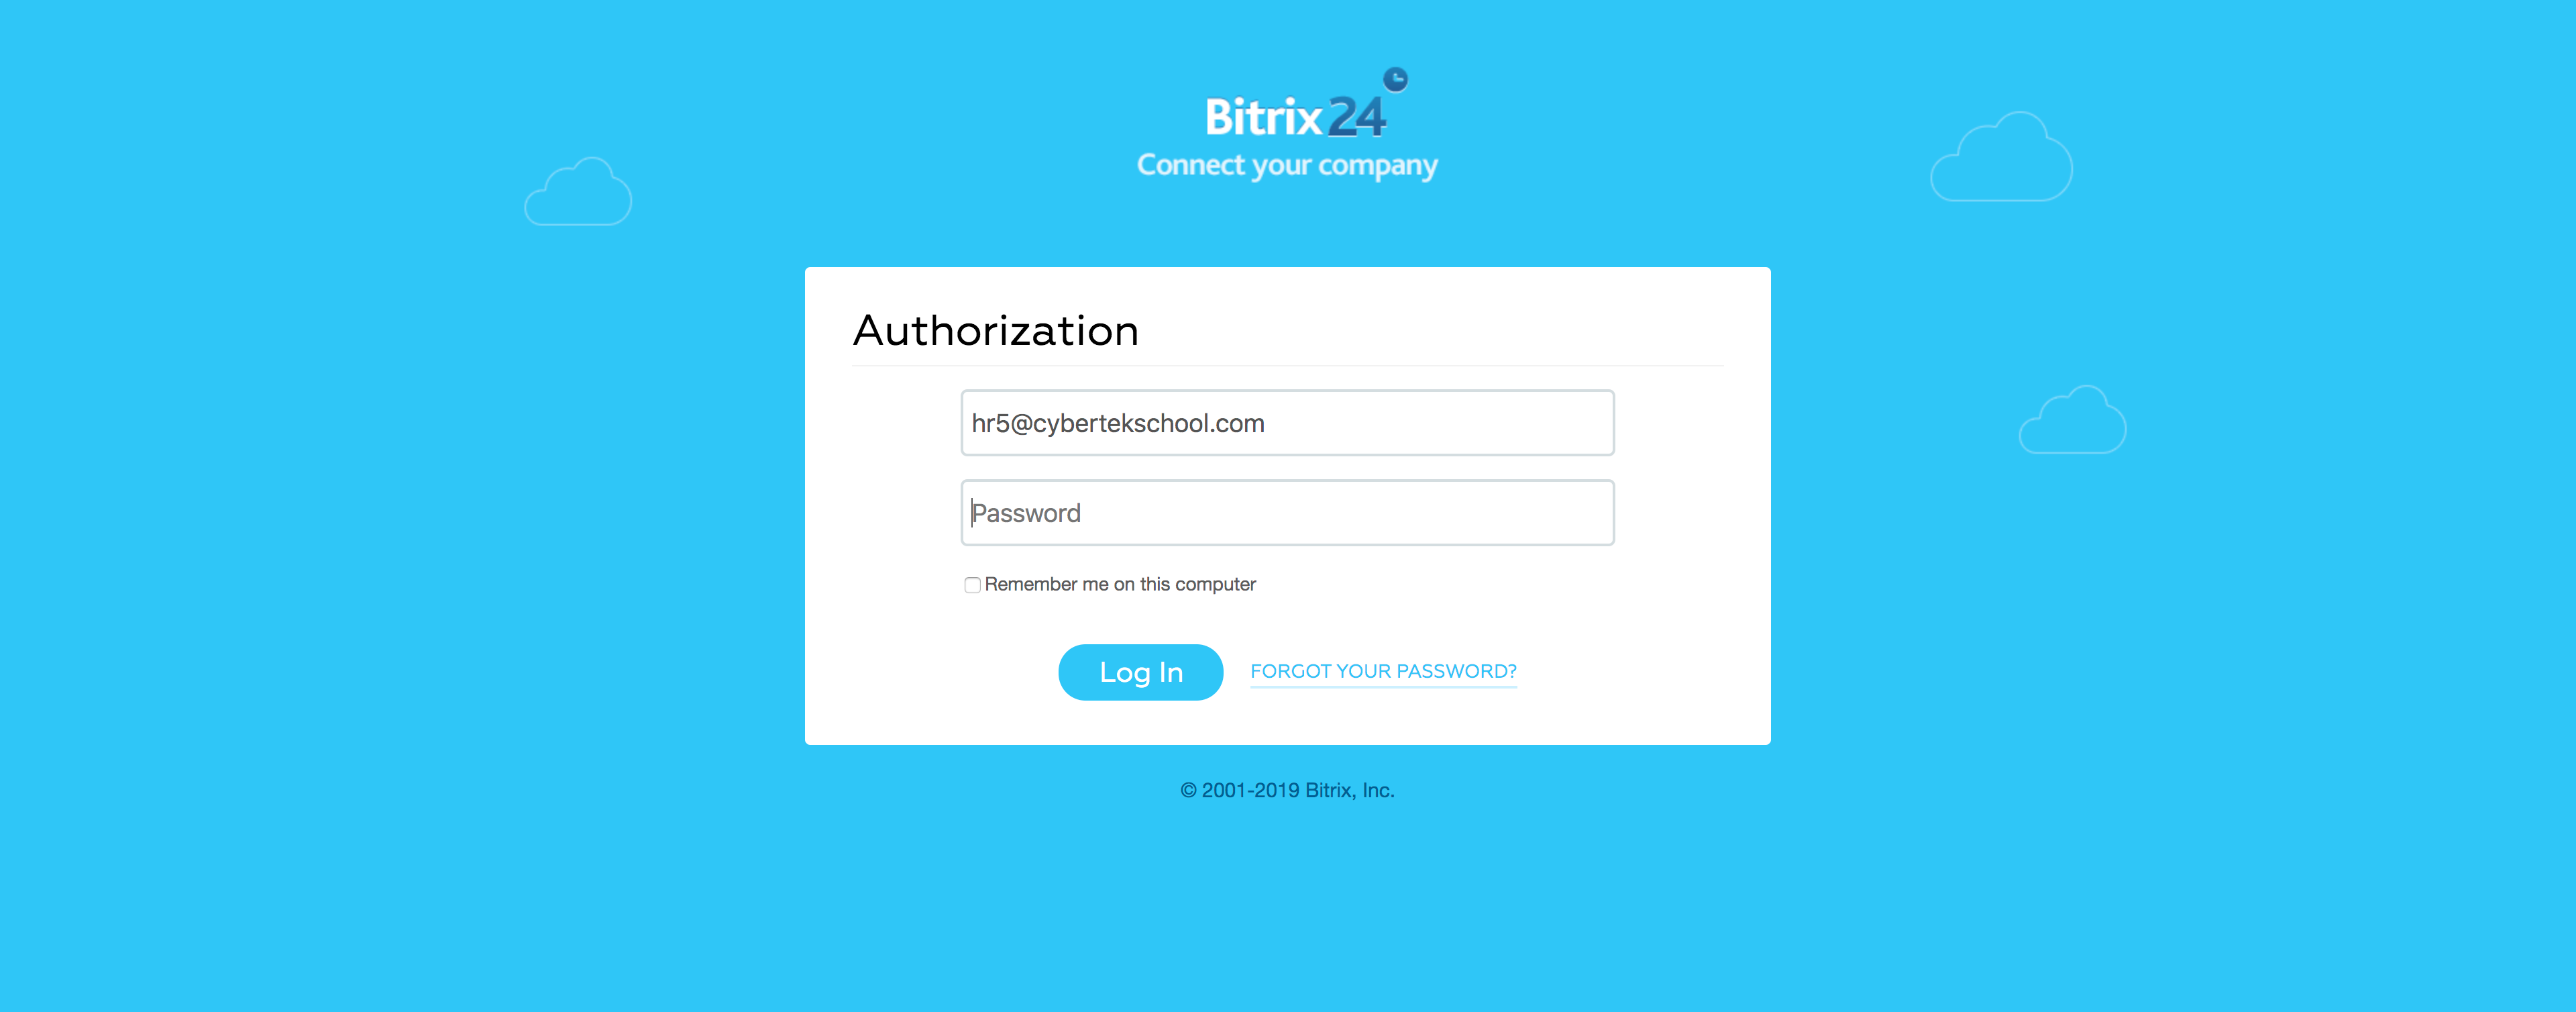 Bitrix24
Connect your company
Authorization
hr5@cybertekschool.com
Password
Remember me on this computer
Log In
FORGOT YOUR PASSWORD?
© 2001-2019 Bitrix, Inc.